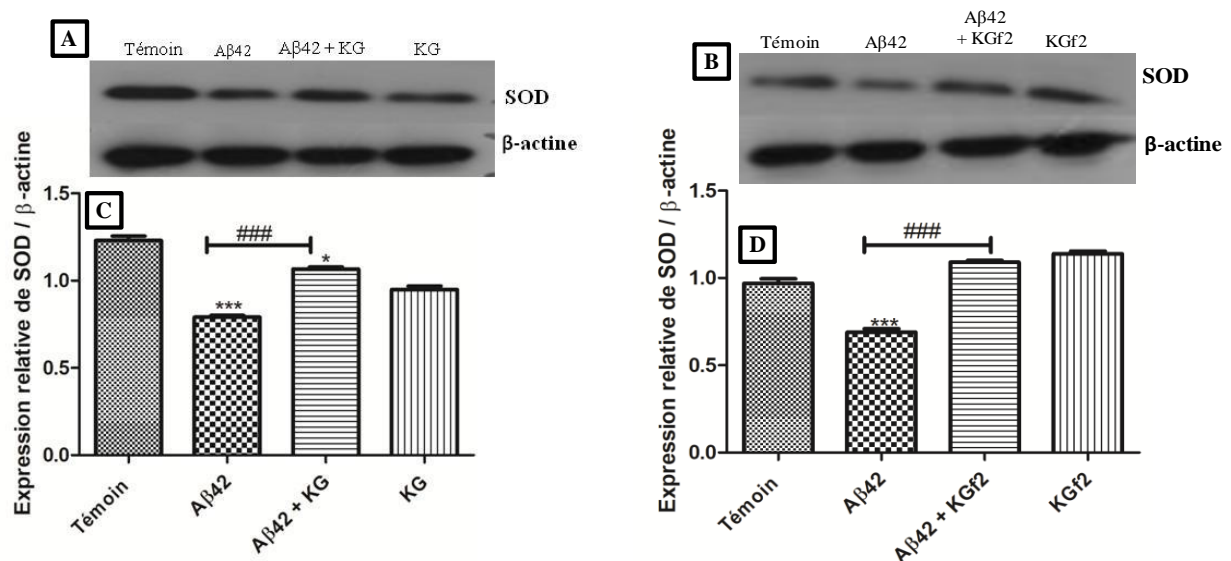 A
Témoin Aβ42 Aβ42 + KG KG
SOD
β-actine
B
Témoin Aβ42 Aβ42
+ KGf2 KGf2
SOD
β-actine
C
Expression relative de SOD / β-actine
1.5
1.0
0.5
0.0
***
###
*
Témoin
Aβ42
Aβ42 + KG
KG
D
Expression relative de SOD / β-actine
1.5
1.0
0.5
0.0
***
###
Témoin
Aβ42
Aβ42 + KGf2
KGf2